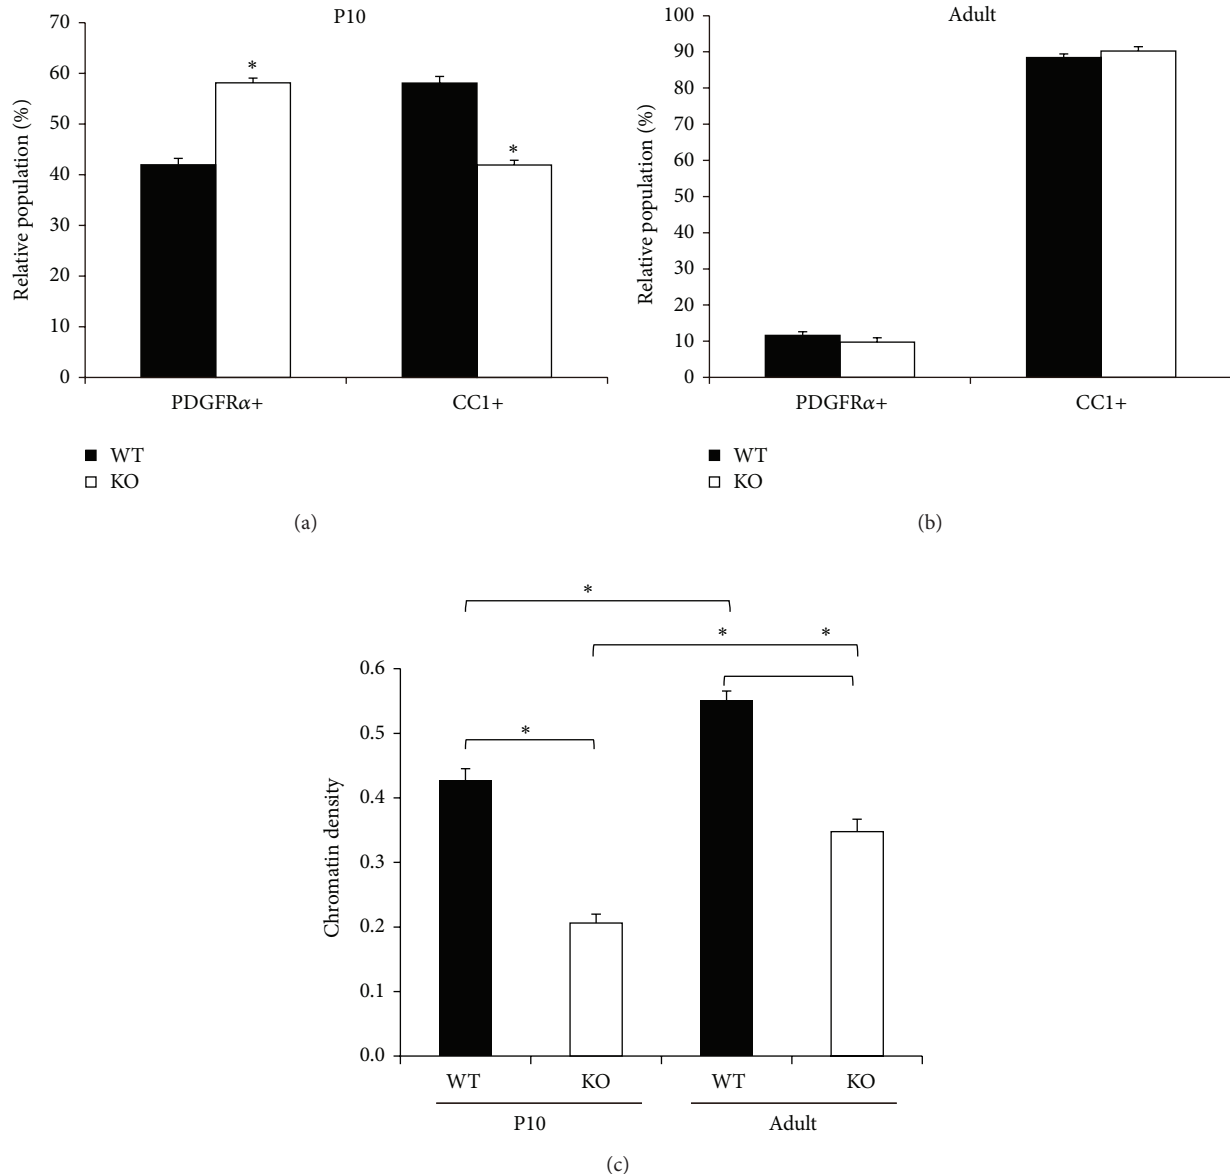 P10
Relative population (%)
70
60
50
40
30
20
10
0
*
*
PDGFRα+ CC1+
WT
KO
(a)
Adult
Relative population (%)
100
90
80
70
60
50
40
30
20
10
0
PDGFRα+ CC1+
WT
KO
(b)
*
* *
*
Chromatin density
0.6
0.5
0.4
0.3
0.2
0.1
0.0
WT KO WT KO
P10 Adult
(c)